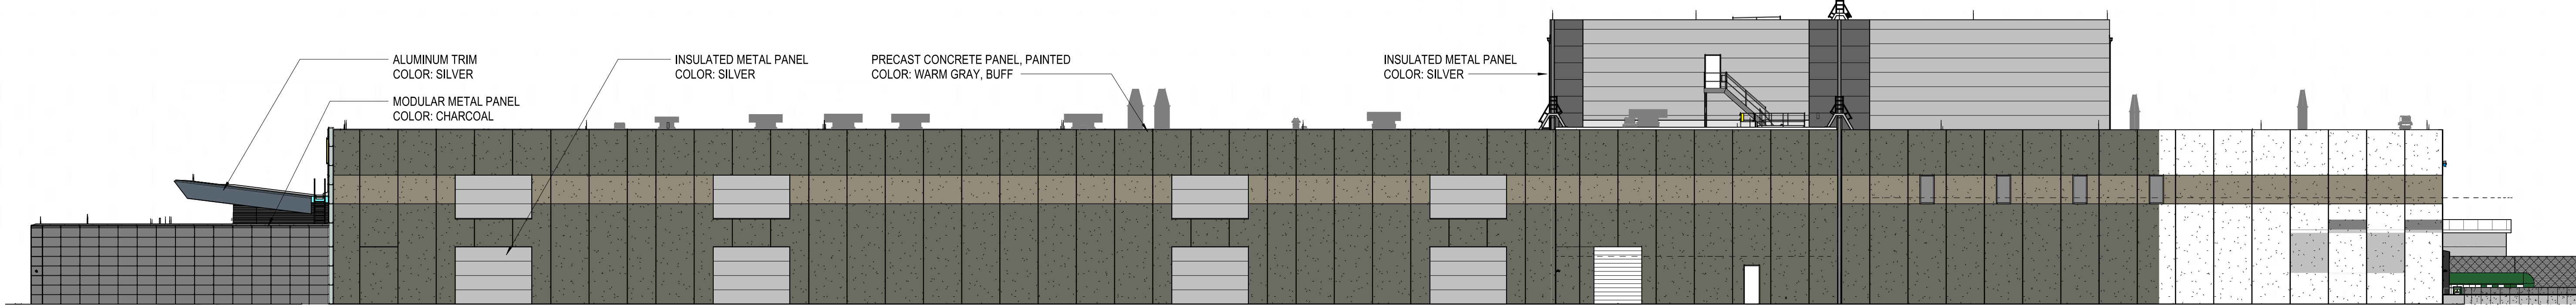 ALUMINUM TRIM
COLOR: SILVER
MODULAR METAL PANEL
COLOR: CHARCOAL
INSULATED METAL PANEL
COLOR: SILVER
PRECAST CONCRETE PANEL, PAINTED
COLOR: WARM GRAY, BUFF
INSULATED METAL PANEL
COLOR: SILVER